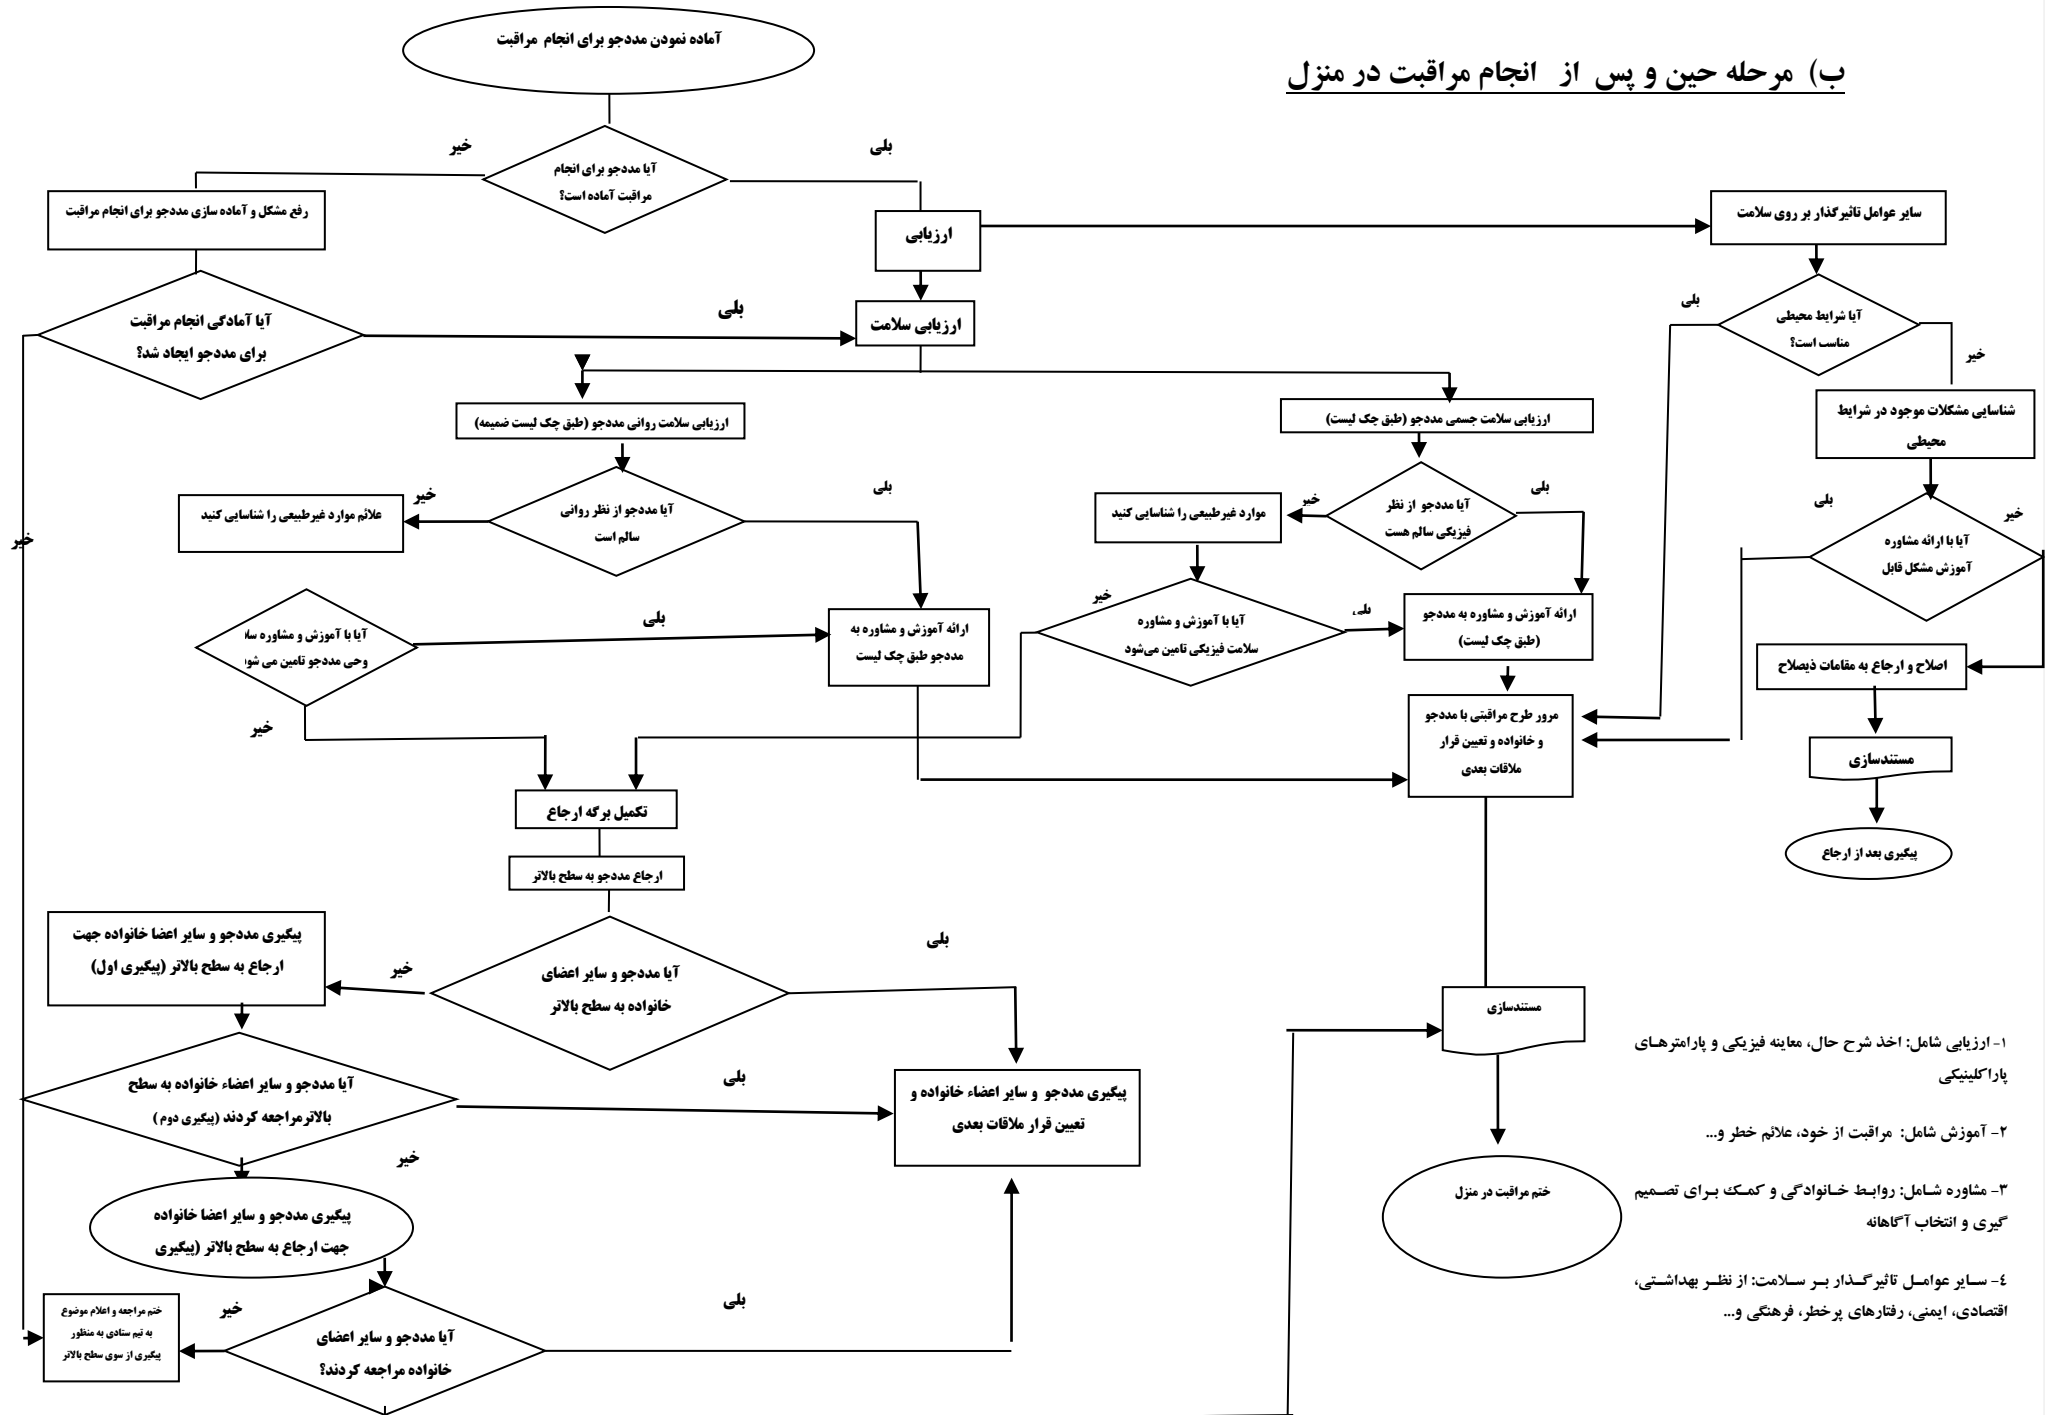 ب) مرحله حین و پس از انجام مراقبت در منزل
آماده نمودن مددجو برای انجام مراقبت
آیا مددجو برای انجام
مراقبت آماده است؟
خیر
بلی
رفع مشکل و آماده سازی مددجو برای انجام مراقبت
ارزیابی
سایر عوامل تاثیرگذار بر روی سلامت
آیا آمادگی انجام مراقبت
برای مددجو ایجاد شد؟
بلی
خیر
ارزیابی سلامت
آیا شرایط محیطی
مناسب است؟
بلی
خیر
شناسایی مشکلات موجود در شرایط
محیطی
ارزیابی سلامت جسمی مددجو (طبق چک لیست)
ارزیابی سلامت روانی مددجو (طبق چک لیست ضمیمه)
آیا مددجو از نظر
فیزیکی سالم هست
بلی
خیر
موارد غیرطبیعی را شناسایی کنید
آیا مددجو از نظر روانی
سالم است
بلی
خیر
علائم موارد غیرطبیعی را شناسایی کنید
آیا با ارائه مشاوره
آموزش مشکل قابل
بلی
خیر
ارائه آموزش و مشاوره به مددجو
(طبق چک لیست)
آیا با آموزش و مشاوره
سلامت فیزیکی تامین می‌شود
بلی
خیر
ارائه آموزش و مشاوره به
مددجو طبق چک لیست
آیا با آموزش و مشاوره سلا
وحی مددجو تامین می شود
بلی
خیر
اصلاح و ارجاع به مقامات ذیصلاح
مستندسازی
پیگیری بعد از ارجاع
مرور طرح مراقبتی با مددجو
و خانواده و تعیین قرار
ملاقات بعدی
تکمیل برگه ارجاع
ارجاع مددجو به سطح بالاتر
آیا مددجو و سایر اعضای
خانواده به سطح بالاتر
بلی
خیر
پیگیری مددجو و سایر اعضا خانواده جهت
ارجاع به سطح بالاتر (پیگیری اول)
آیا مددجو و سایر اعضاء خانواده به سطح
بالاترمراجعه کردند (پیگیری دوم )
بلی
خیر
پیگیری مددجو و سایر اعضاء خانواده و
تعیین قرار ملاقات بعدی
پیگیری مددجو و سایر اعضا خانواده
جهت ارجاع به سطح بالاتر (پیگیری
آیا مددجو و سایر اعضای
خانواده مراجعه کردند؟
بلی
خیر
ختم مراجعه و اعلام موضوع
به تیم ستادی به منظور
پیگیری از سوی سطح بالاتر
مستندسازی
ختم مراقبت در منزل
۱- ارزیابی شامل: اخذ شرح حال، معاینه فیزیکی و پارامترهای
پاراکلینیکی
۲- آموزش شامل: مراقبت از خود، علائم خطر و...
۳- مشاوره شامل: روابط خانوادگی و کمک برای تصمیم
گیری و انتخاب آگاهانه
٤- سایر عوامل تاثیرگذار بر سلامت: از نظر بهداشتی،
اقتصادی، ایمنی، رفتارهای پرخطر، فرهنگی و...